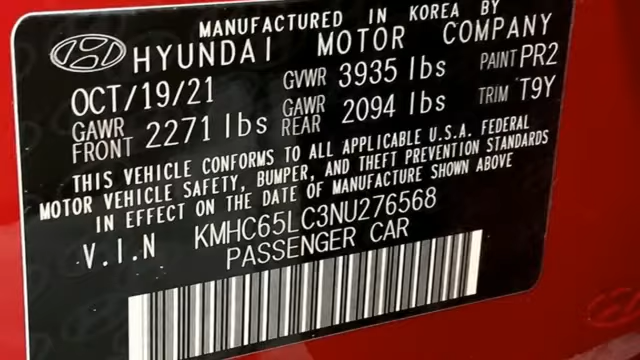 MANUFACTURED IN KOREA BY
HYUNDAI MOTOR COMPANY
OCT/19/21 GVWR 3935 lbs PAINT PR2
GAWR FRONT 2271 lbs GAWR REAR 2094 lbs TRIM T9Y
THIS VEHICLE CONFORMS TO ALL APPLICABLE U.S.A. FEDERAL
MOTOR VEHICLE SAFETY, BUMPER, AND THEFT PREVENTION STANDARDS
IN EFFECT ON THE DATE OF MANUFACTURE SHOWN ABOVE
V.I.N KMHC65LC3NU276568
PASSENGER CAR